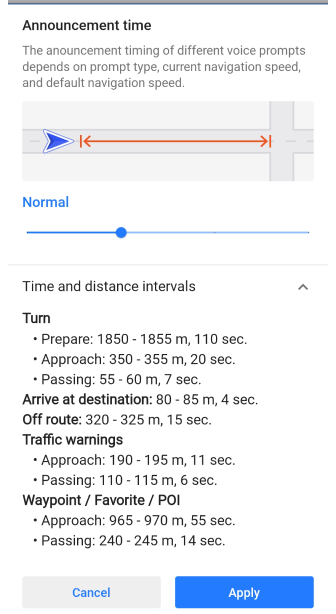 Announcement time
The anouncement timing of different voice prompts
depends on prompt type, current navigation speed,
and default navigation speed.
Normal
Time and distance intervals
Turn
• Prepare: 1850 - 1855 m, 110 sec.
• Approach: 350 - 355 m, 20 sec.
• Passing: 55 - 60 m, 7 sec.
Arrive at destination: 80 - 85 m, 4 sec.
Off route: 320 - 325 m, 15 sec.
Traffic warnings
• Approach: 190 - 195 m, 11 sec.
• Passing: 110 - 115 m, 6 sec.
Waypoint / Favorite / POI
• Approach: 965 - 970 m, 55 sec.
• Passing: 240 - 245 m, 14 sec.
Cancel
Apply